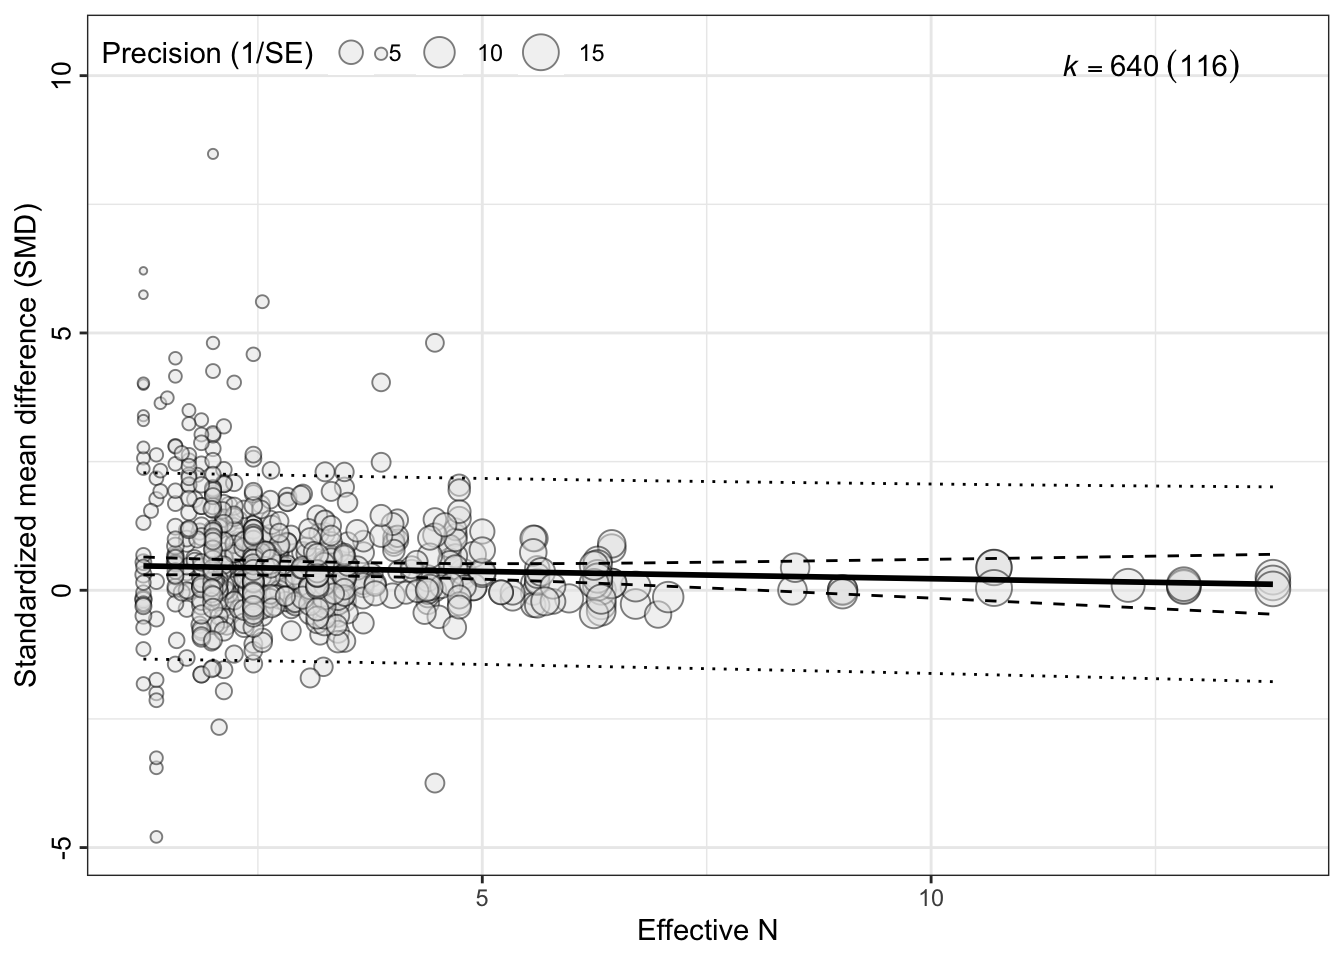 Precision (1/SE) 5 10 15
k = 640 (116)
10
5
0
-5
Standardized mean difference (SMD)
5 10
Effective N